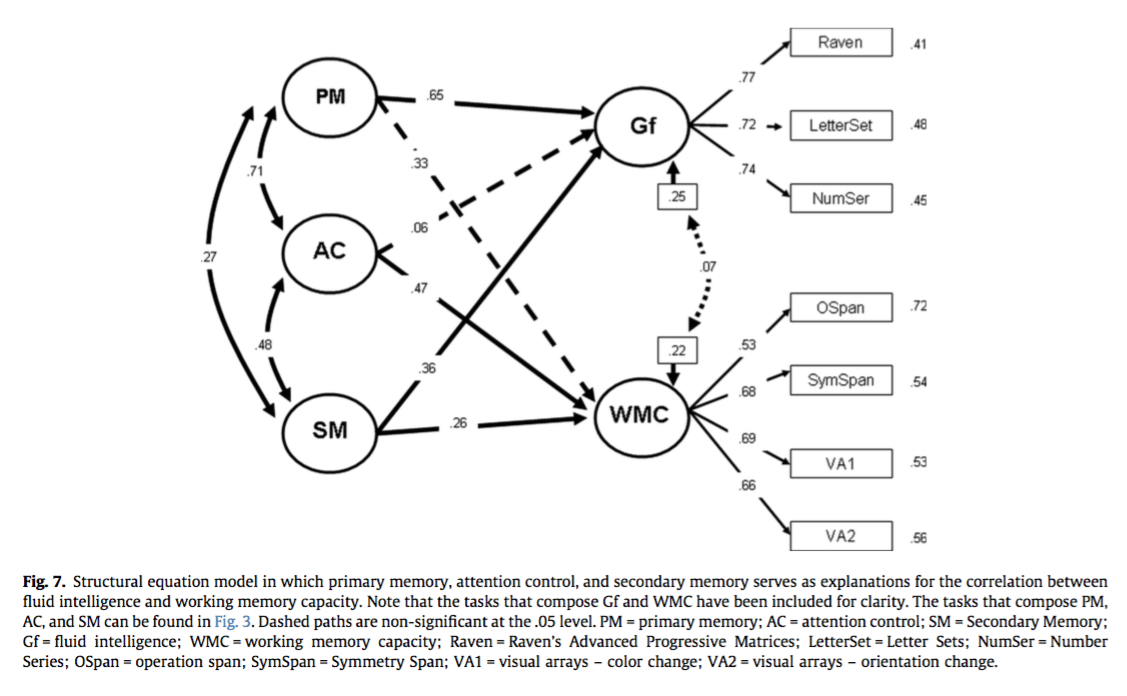 Raven
.41
PM
.65
.77
Gf
.72
LetterSet
.48
.33
.74
.71
.25
NumSer
.45
.06
AC
.27
.07
.47
OSpan
.72
.48
.22
.53
.36
.68
SymSpan
.54
SM
.26
WMC
.69
VA1
.53
.66
VA2
.56
Fig. 7. Structural equation model in which primary memory, attention control, and secondary memory serves as explanations for the correlation between
fluid intelligence and working memory capacity. Note that the tasks that compose Gf and WMC have been included for clarity. The tasks that compose PM,
AC, and SM can be found in Fig. 3. Dashed paths are non-significant at the .05 level. PM = primary memory; AC = attention control; SM = Secondary Memory;
Gf = fluid intelligence; WMC = working memory capacity; Raven = Raven's Advanced Progressive Matrices; LetterSet = Letter Sets; NumSer = Number
Series; OSpan = operation span; SymSpan = Symmetry Span; VA1 = visual arrays – color change; VA2 = visual arrays – orientation change.